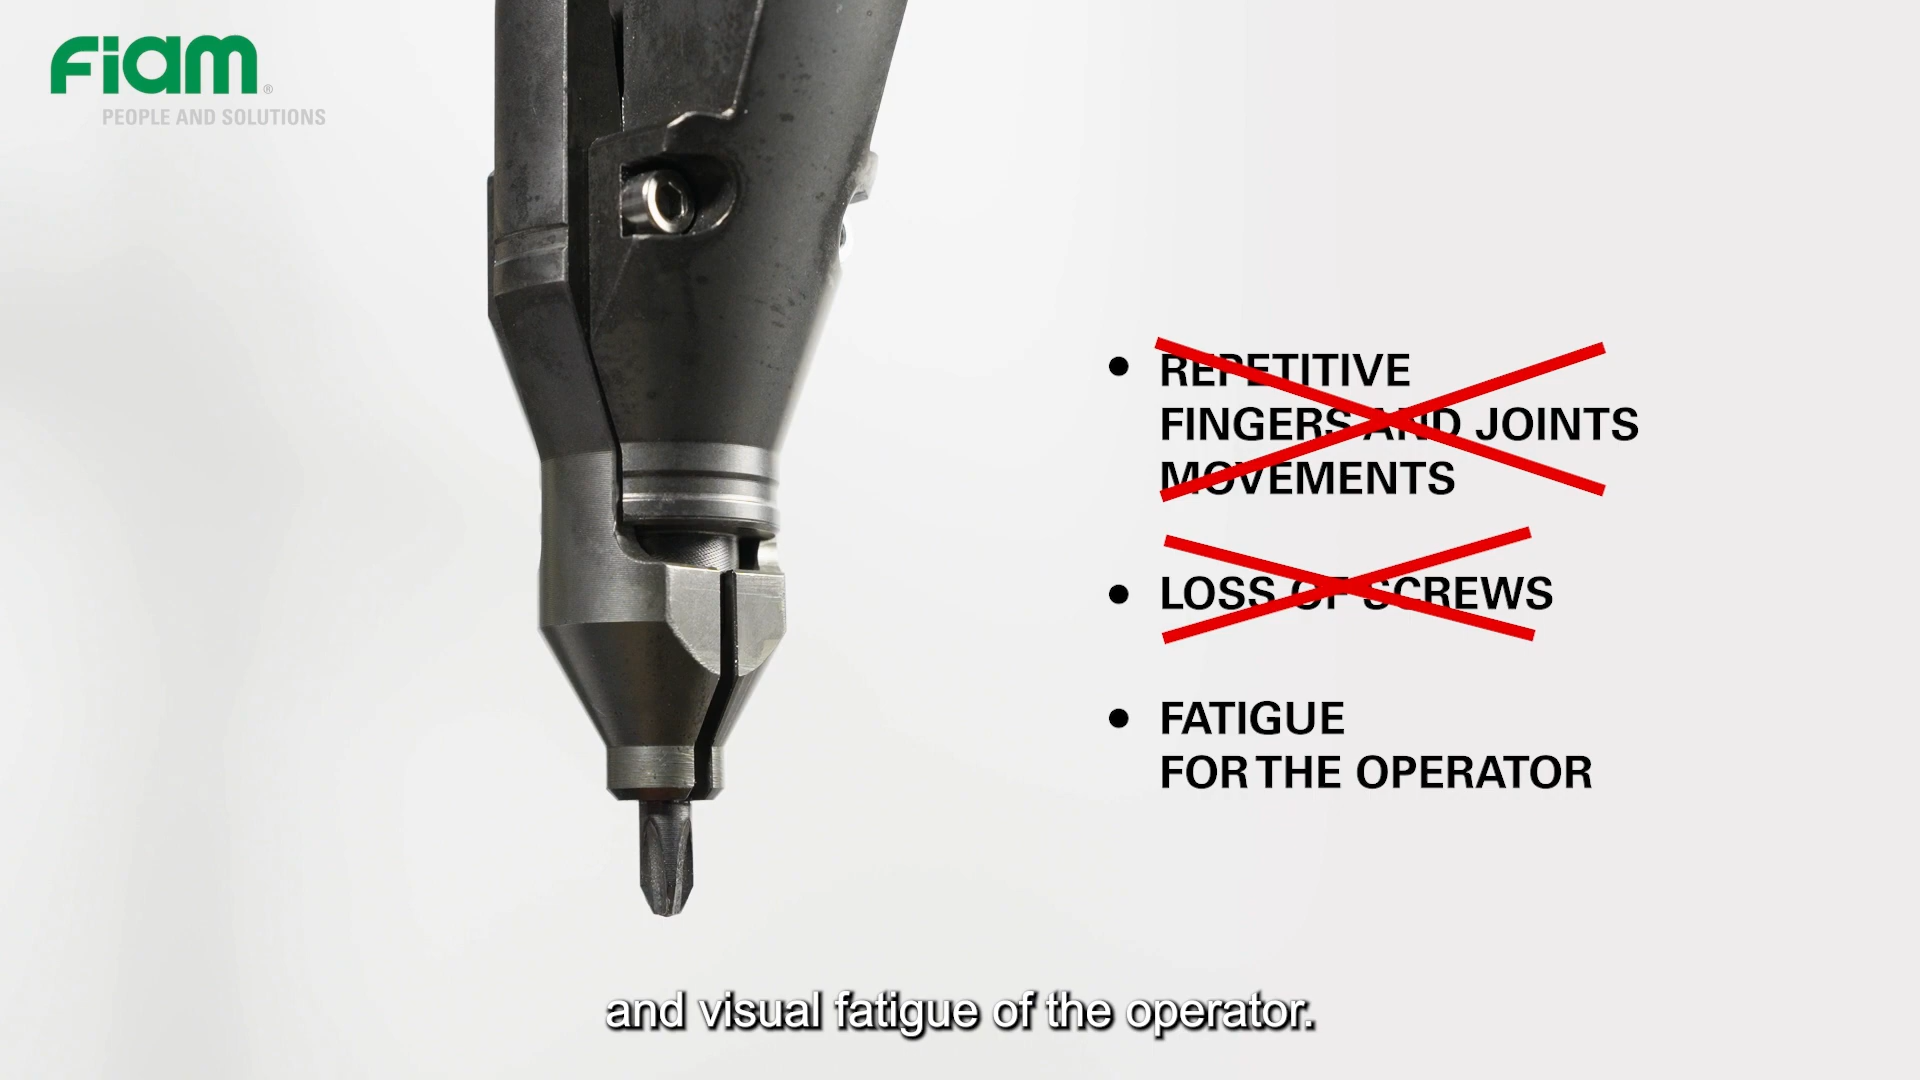 Fiam®
PEOPLE AND SOLUTIONS
• REPETITIVE
FINGERS AND JOINTS
MOVEMENTS
• LOSS OF SCREWS
• FATIGUE
FOR THE OPERATOR
and visual fatigue of the operator.